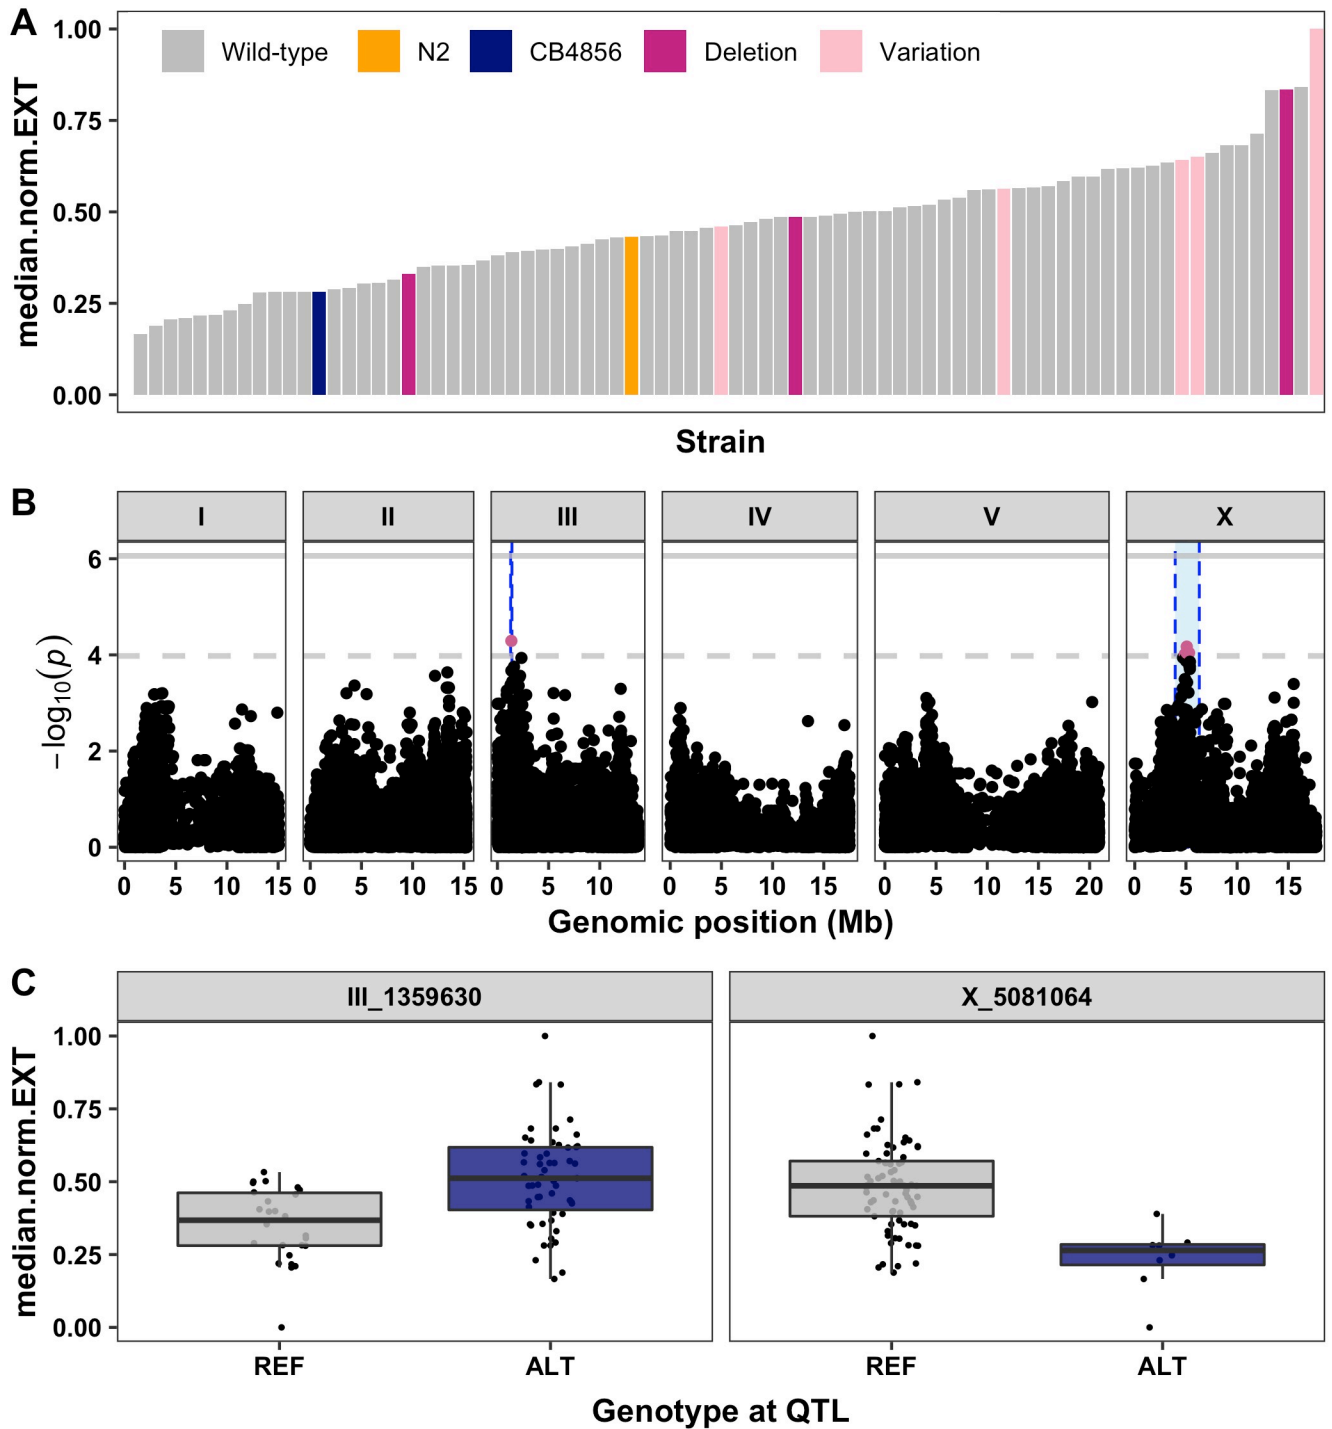 A
1.00
0.75
0.50
0.25
0.00
median.norm.EXT
Wild-type N2 CB4856 Deletion Variation
Strain
B
I II III IV V X
6
4
2
0
−log10(p)
0 5 10 15 0 5 10 15 0 5 10 0 5 10 15 0 5 10 15 20 0 5 10 15
Genomic position (Mb)
C
III_1359630 X_5081064
1.00
0.75
0.50
0.25
0.00
median.norm.EXT
REF ALT REF ALT
Genotype at QTL